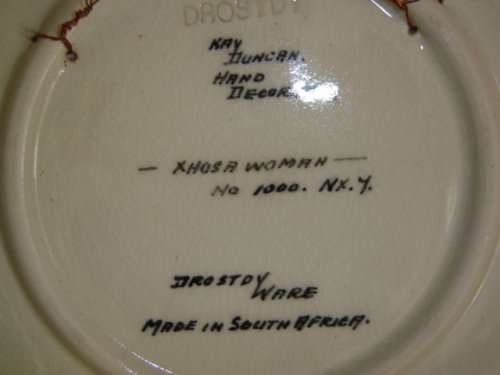 DROSTDY
KAY
DUNCAN.
HAND
— XHOSA WOMAN —
No 1000. NX.Y.
DROSTDY
WARE
MADE IN SOUTH AFRICA.